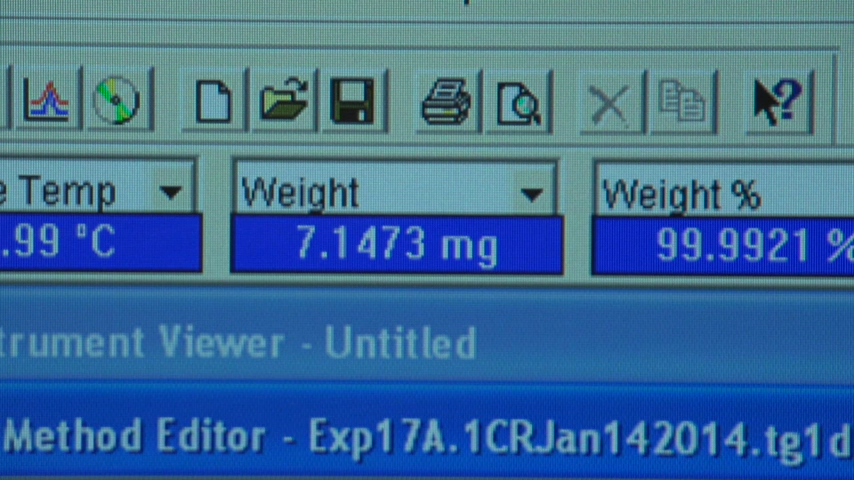 e Temp Weight Weight %
.99 °C 7.1473 mg 99.9921 %
trument Viewer - Untitled
Method Editor - Exp17A.1CRJan142014.tg1d